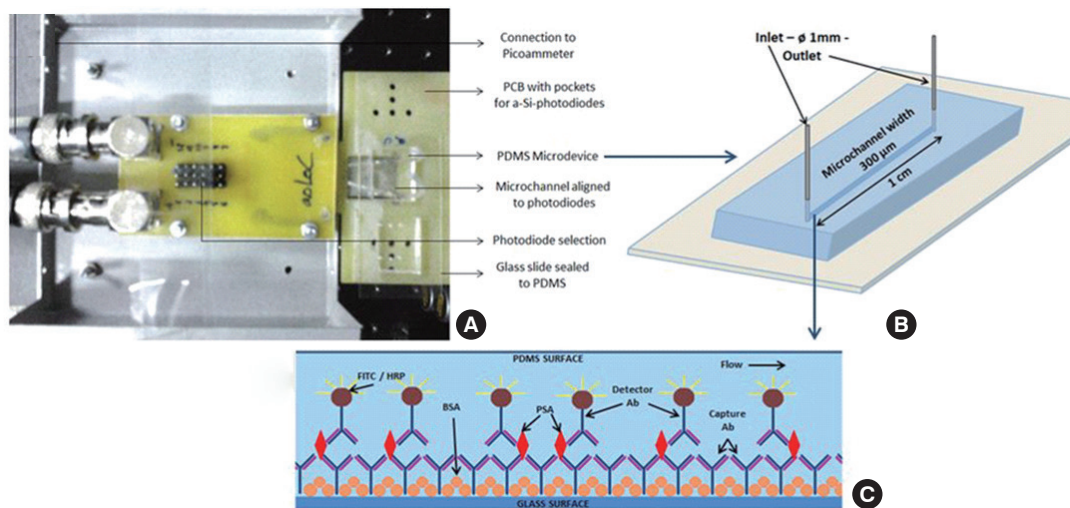 Connection to
Picoammeter
PCB with pockets
for a-Si-photodiodes
PDMS Microdevice
Microchannel aligned
to photodiodes
Photodiode selection
Glass slide sealed
to PDMS
A
Inlet – ø 1mm -
Outlet
Microchannel width
300 µm
1 cm
B
PDMS SURFACE
FITC / HRP
Flow
BSA
PSA
Detector
Ab
Capture
Ab
GLASS SURFACE
C